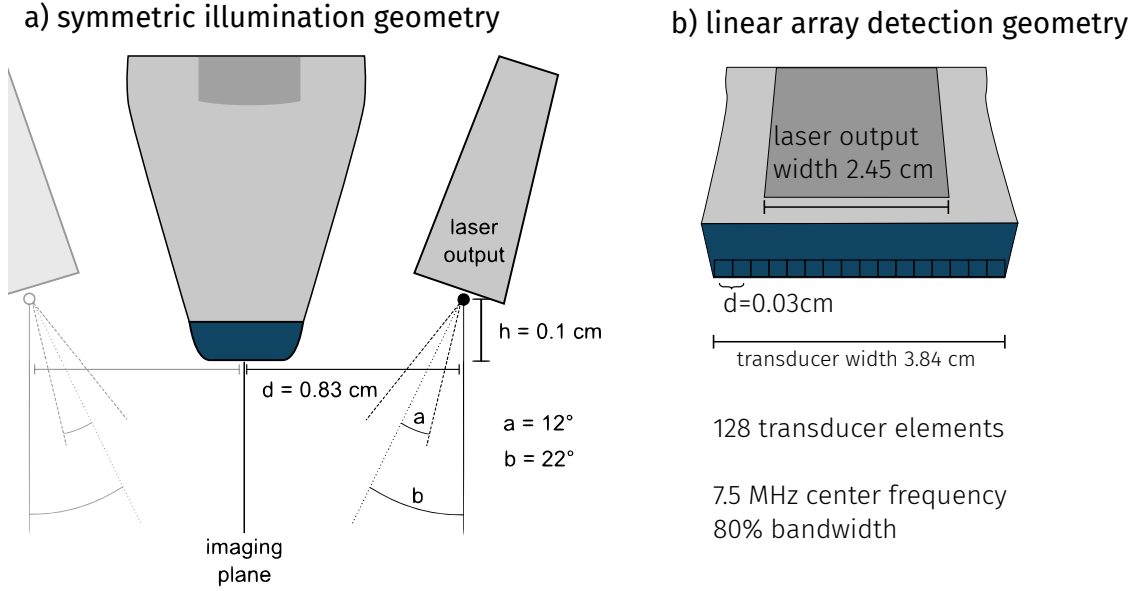 a) symmetric illumination geometry
laser
output
h = 0.1 cm
d = 0.83 cm
a
a = 12°
b = 22°
b
imaging
plane
b) linear array detection geometry
laser output
width 2.45 cm
d=0.03cm
transducer width 3.84 cm
128 transducer elements
7.5 MHz center frequency
80% bandwidth